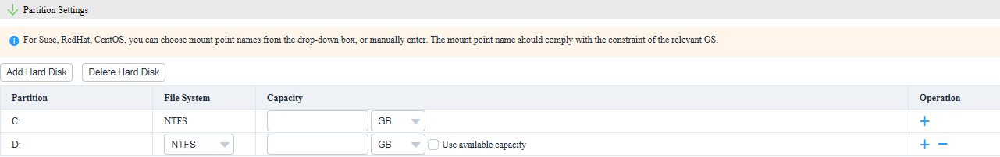 Partition Settings
For Suse, RedHat, CentOS, you can choose mount point names from the drop-down box, or manually enter. The mount point name should comply with the constraint of the relevant OS.
Add Hard Disk Delete Hard Disk
Partition File System Capacity Operation
C: NTFS GB +
D: NTFS GB Use available capacity + −